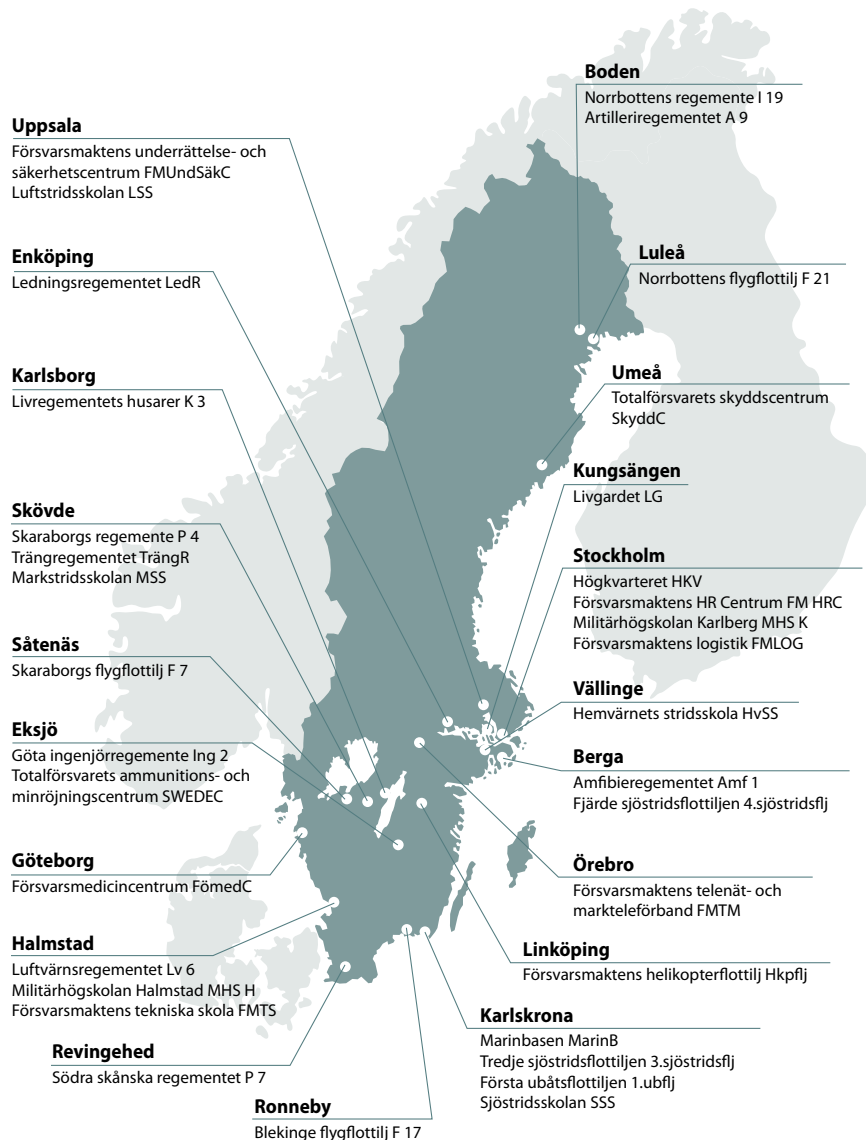 Boden
Norrbottens regemente I 19
Artilleriregementet A 9
Uppsala
Försvarsmaktens underrättelse- och
säkerhetscentrum FMUndSäkC
Luftstridsskolan LSS
Enköping
Ledningsregementet LedR
Luleå
Norrbottens flygflottilj F 21
Karlsborg
Livregementets husarer K 3
Umeå
Totalförsvarets skyddscentrum
SkyddC
Kungsängen
Livgardet LG
Skövde
Skaraborgs regemente P 4
Trängregementet TrängR
Markstridsskolan MSS
Stockholm
Högkvarteret HKV
Försvarsmaktens HR Centrum FM HRC
Militärhögskolan Karlberg MHS K
Försvarsmaktens logistik FMLOG
Såtenäs
Skaraborgs flygflottilj F 7
Vällinge
Hemvärnets stridsskola HvSS
Eksjö
Göta ingenjörregemente Ing 2
Totalförsvarets ammunitions- och
minröjningscentrum SWEDEC
Berga
Amfibieregementet Amf 1
Fjärde sjöstridsflottiljen 4.sjöstridsflj
Göteborg
Försvarsmedicincentrum FömedC
Örebro
Försvarsmaktens telenät- och
markteleförband FMTM
Halmstad
Luftvärnsregementet Lv 6
Militärhögskolan Halmstad MHS H
Försvarsmaktens tekniska skola FMTS
Linköping
Försvarsmaktens helikopterflottilj Hkpflj
Karlskrona
Marinbasen MarinB
Tredje sjöstridsflottiljen 3.sjöstridsflj
Första ubåtsflottiljen 1.ubflj
Sjöstridsskolan SSS
Revingehed
Södra skånska regementet P 7
Ronneby
Blekinge flygflottilj F 17